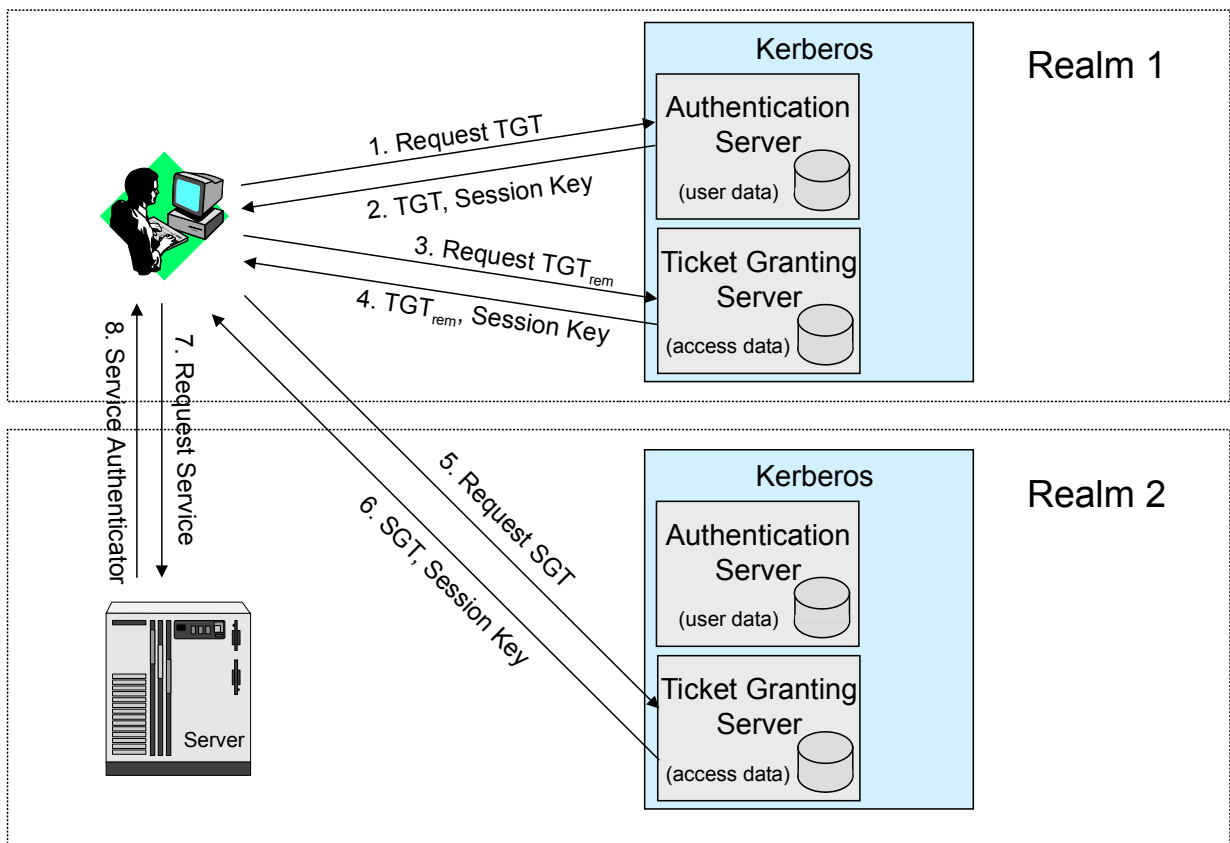 Kerberos
Realm 1
Authentication
Server
(user data)
1. Request TGT
2. TGT, Session Key
3. Request TGTrem
4. TGTrem, Session Key
Ticket Granting
Server
(access data)
8. Service Authenticator
7. Request Service
5. Request SGT
6. SGT, Session Key
Kerberos
Realm 2
Authentication
Server
(user data)
Ticket Granting
Server
(access data)
Server